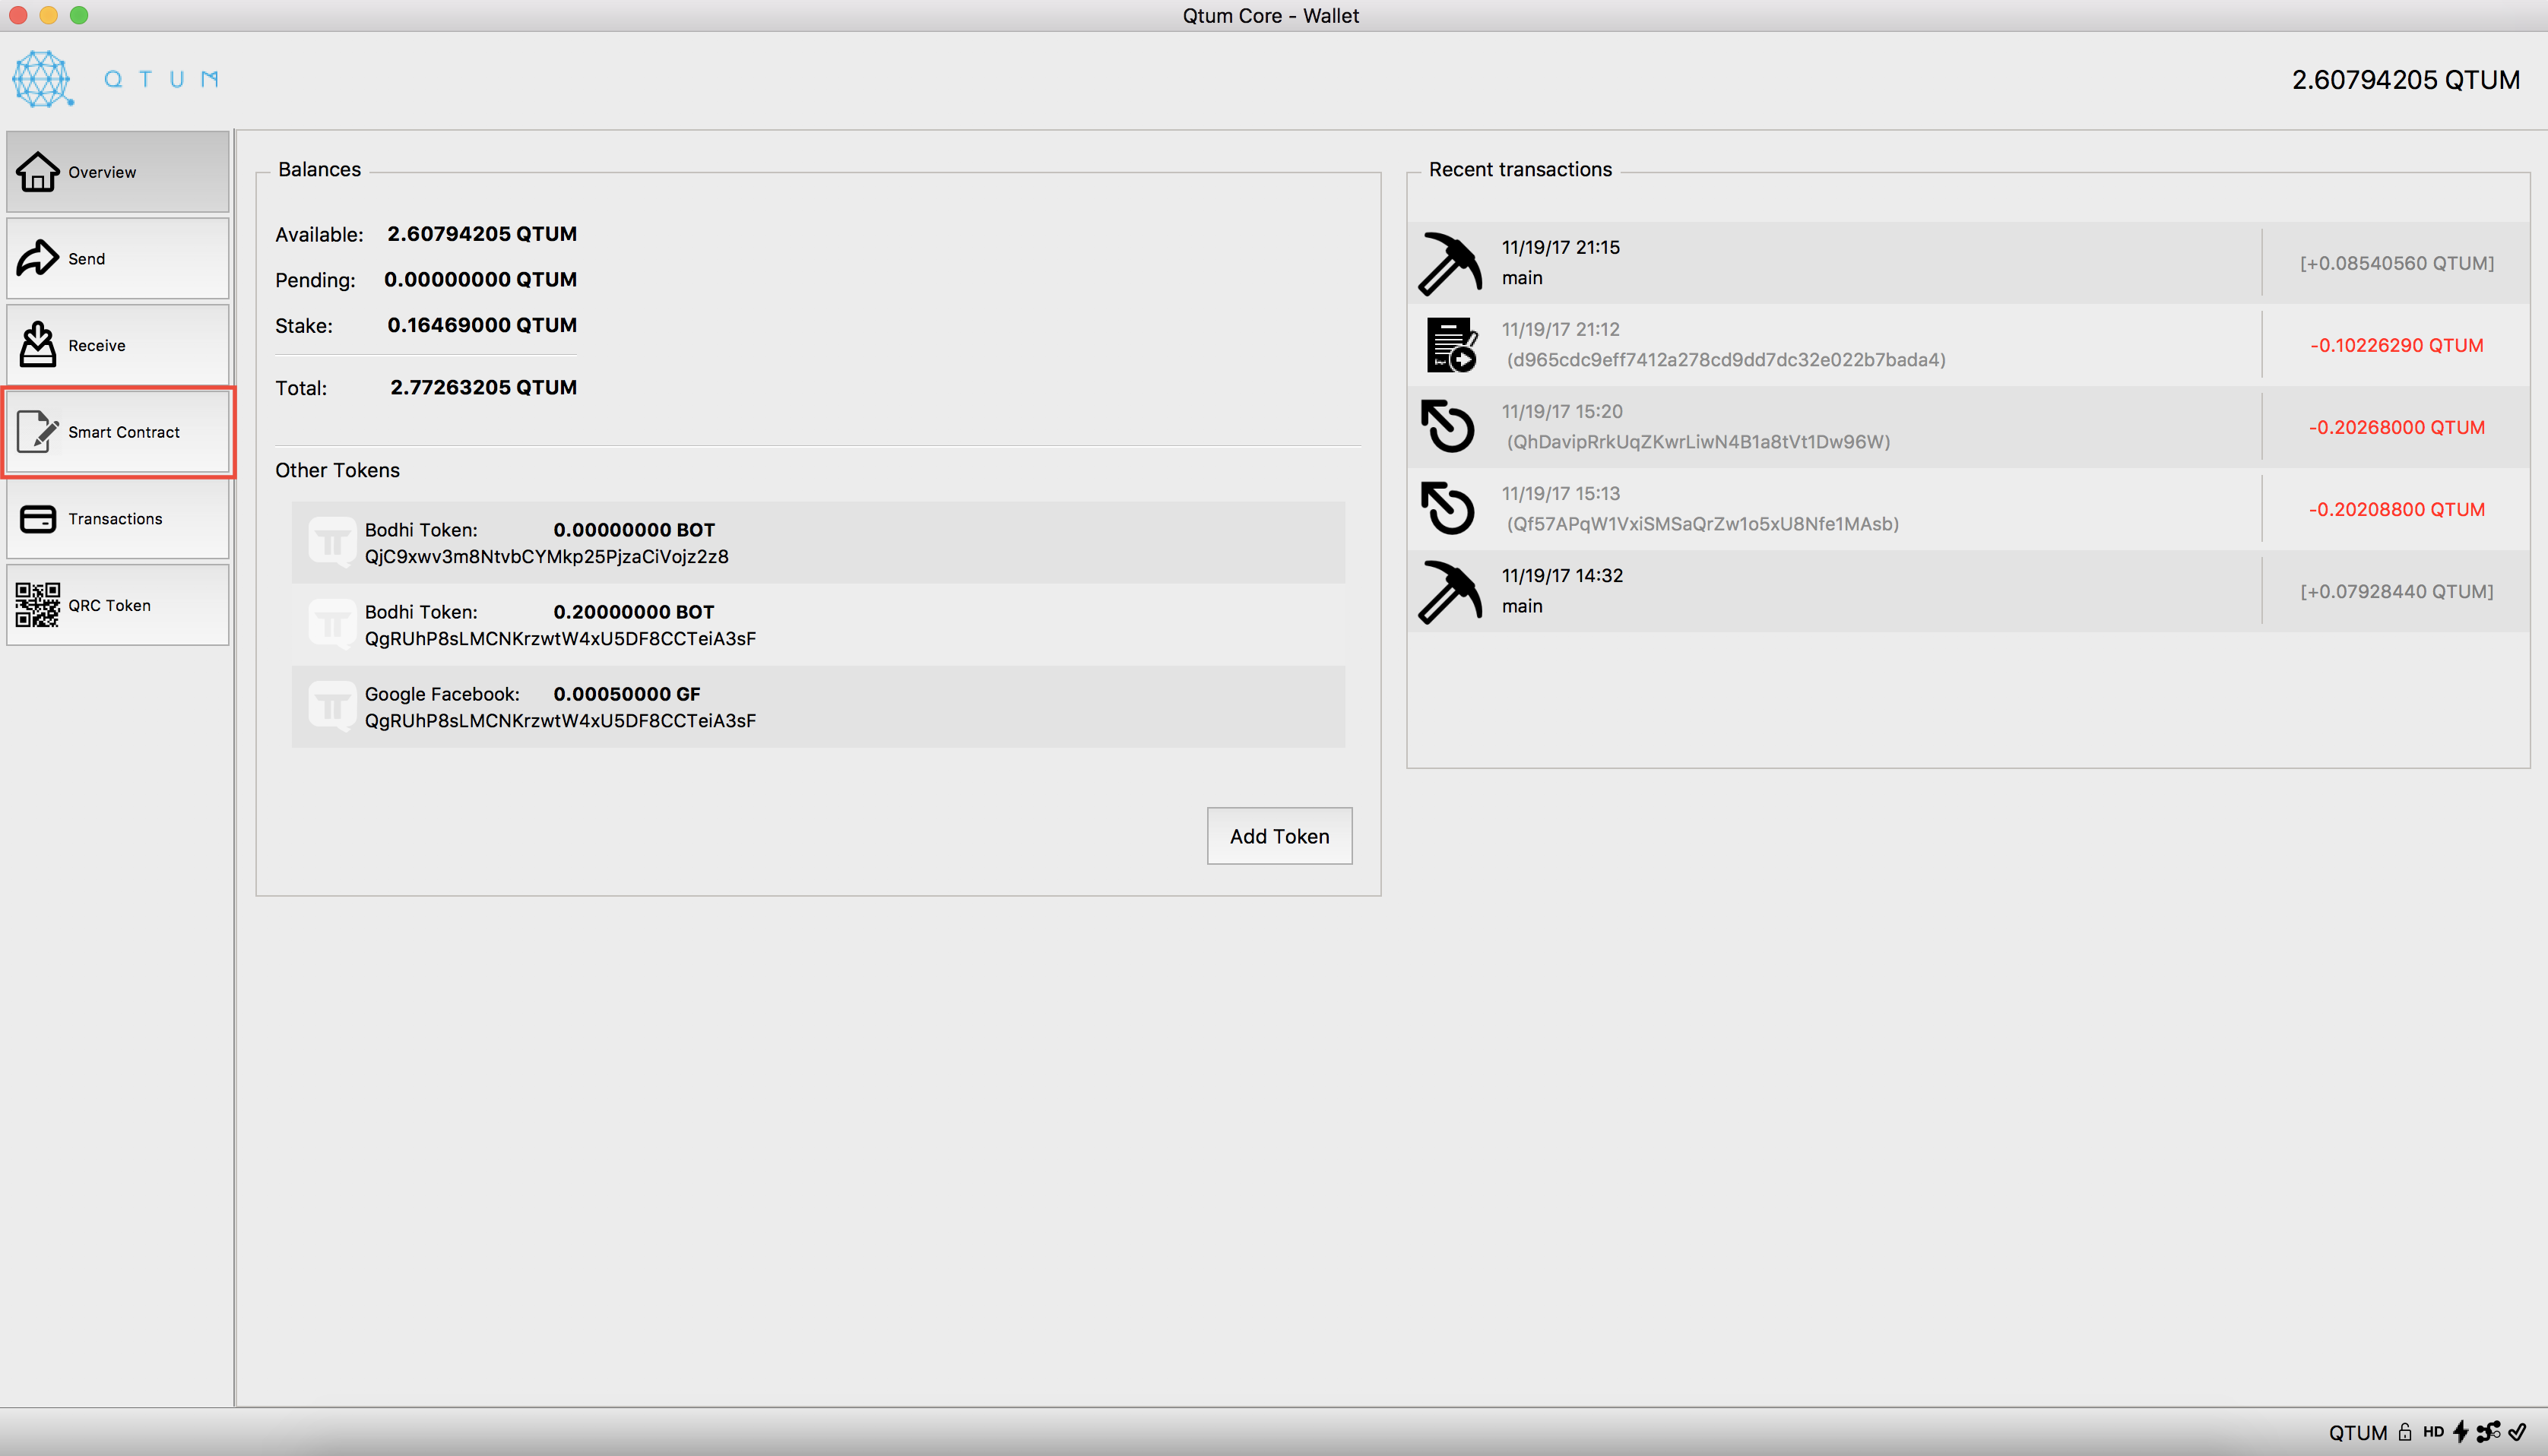 Qtum Core - Wallet
QTUM
2.60794205 QTUM
Overview
Send
Receive
Smart Contract
Transactions
QRC Token
Balances
Available: 2.60794205 QTUM
Pending: 0.00000000 QTUM
Stake: 0.16469000 QTUM
Total: 2.77263205 QTUM
Other Tokens
Bodhi Token: 0.00000000 BOT
QjC9xwv3m8NtvbCYMkp25PjzaCiVojz2z8
Bodhi Token: 0.20000000 BOT
QgRUhP8sLMCNKrzwtW4xU5DF8CCTeiA3sF
Google Facebook: 0.00050000 GF
QgRUhP8sLMCNKrzwtW4xU5DF8CCTeiA3sF
Add Token
Recent transactions
11/19/17 21:15
main
[+0.08540560 QTUM]
11/19/17 21:12
(d965cdc9eff7412a278cd9dd7dc32e022b7bada4)
-0.10226290 QTUM
11/19/17 15:20
(QhDavipRrkUqZKwrLiwN4B1a8tVt1Dw96W)
-0.20268000 QTUM
11/19/17 15:13
(Qf57APqW1VxiSMSaQrZw1o5xU8Nfe1MAsb)
-0.20208800 QTUM
11/19/17 14:32
main
[+0.07928440 QTUM]
QTUM HD